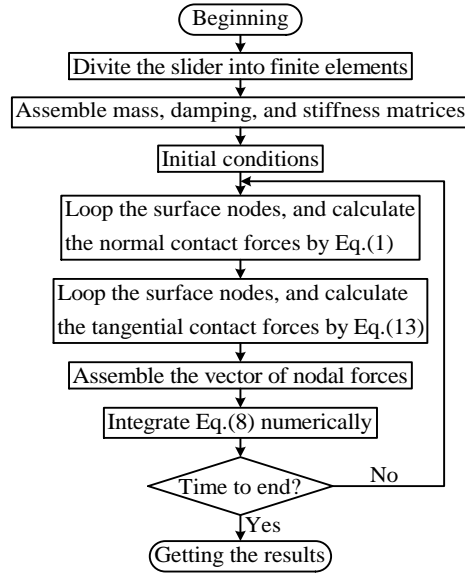 Beginning
Divite the slider into finite elements
Assemble mass, damping, and stiffness matrices
Initial conditions
Loop the surface nodes, and calculate
the normal contact forces by Eq.(1)
Loop the surface nodes, and calculate
the tangential contact forces by Eq.(13)
Assemble the vector of nodal forces
Integrate Eq.(8) numerically
Time to end?
No
Yes
Getting the results